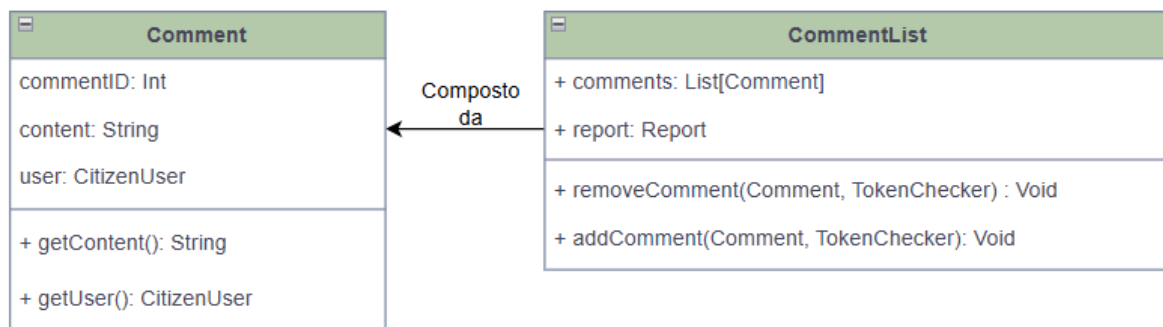 Comment
commentID: Int
content: String
user: CitizenUser
+ getContent(): String
+ getUser(): CitizenUser
Composto
da
CommentList
+ comments: List[Comment]
+ report: Report
+ removeComment(Comment, TokenChecker) : Void
+ addComment(Comment, TokenChecker): Void